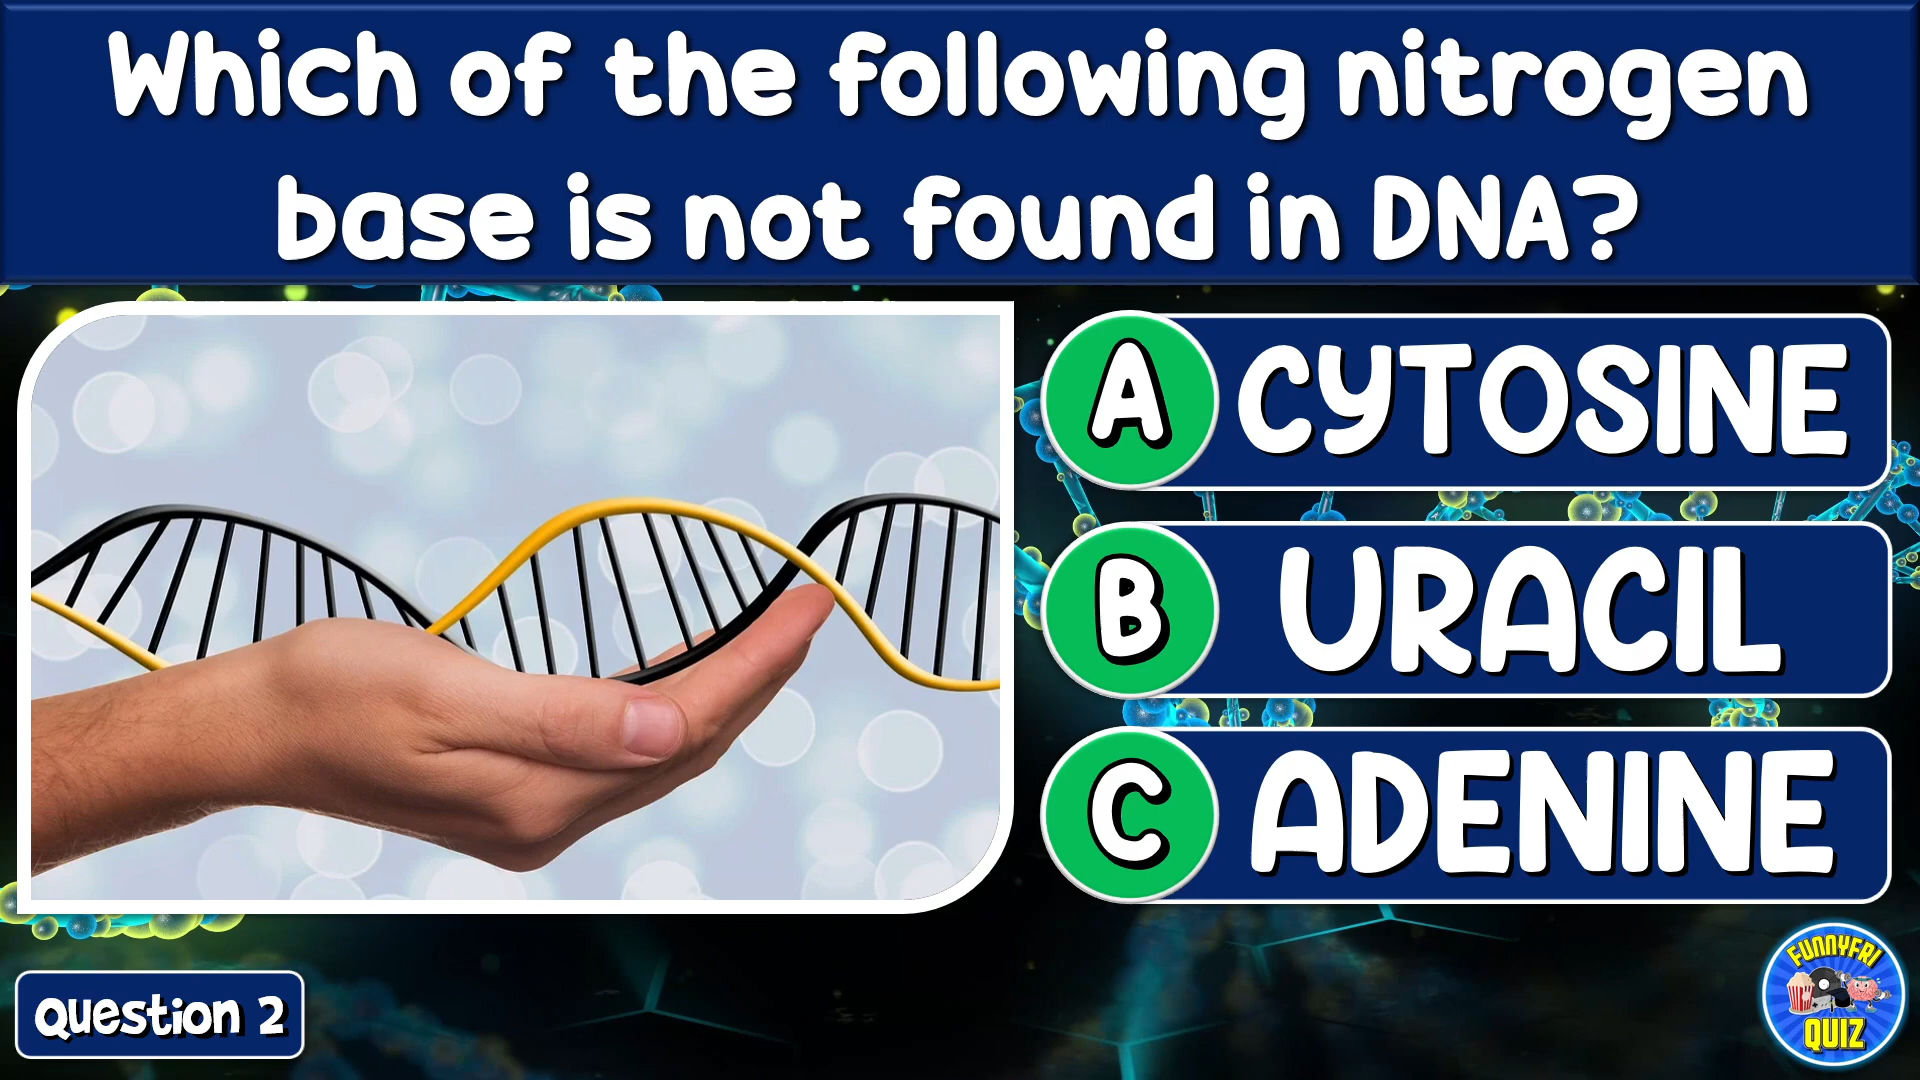 Which of the following nitrogen
base is not found in DNA?
A CYTOSINE
B URACIL
C ADENINE
Question 2
FUNNYFRI
QUIZ